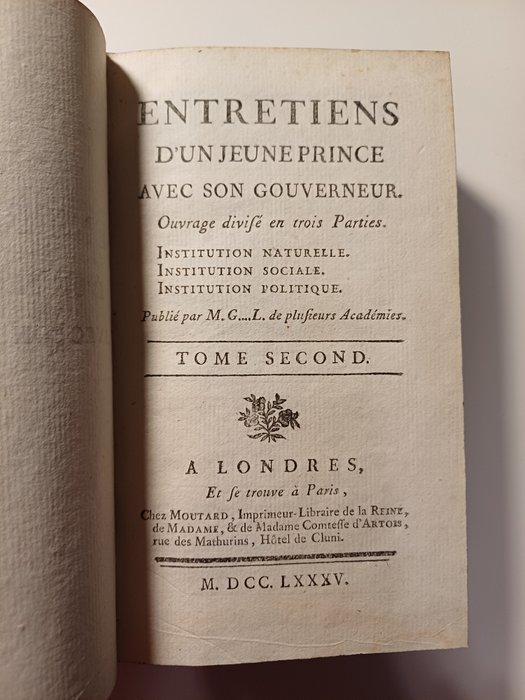 ENTRETIENS
D'UN JEUNE PRINCE
AVEC SON GOUVERNEUR.
Ouvrage divisé en trois Parties.
INSTITUTION NATURELLE.
INSTITUTION SOCIALE.
INSTITUTION POLITIQUE.
Publié par M. G....L. de plusieurs Académies.
TOME SECOND.
A LONDRES,
Et se trouve à Paris,
Chez MOUTARD, Imprimeur-Libraire de la REINE,
de MADAME, & de Madame Comtesse d'ARTOIS,
rue des Mathurins, Hôtel de Cluni.
M. DCC. LXXXV.